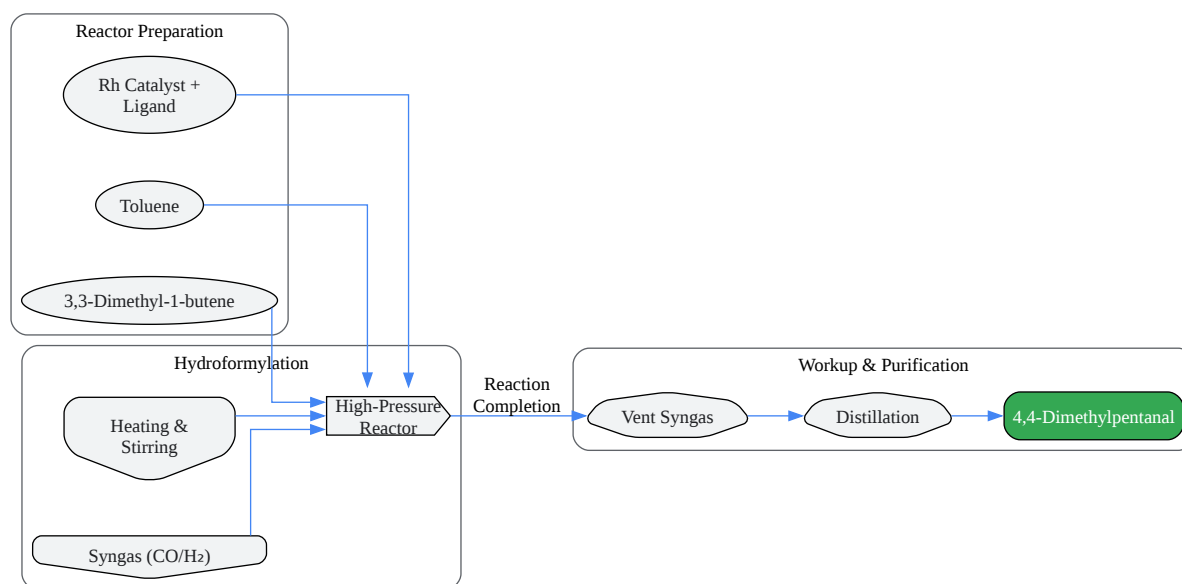 Reactor Preparation
Rh Catalyst +
Ligand
Toluene
3,3-Dimethyl-1-butene
Hydroformylation
Heating &
Stirring
Syngas (CO/H₂)
High-Pressure
Reactor
Reaction
Completion
Workup & Purification
Vent Syngas
Distillation
4,4-Dimethylpentanal